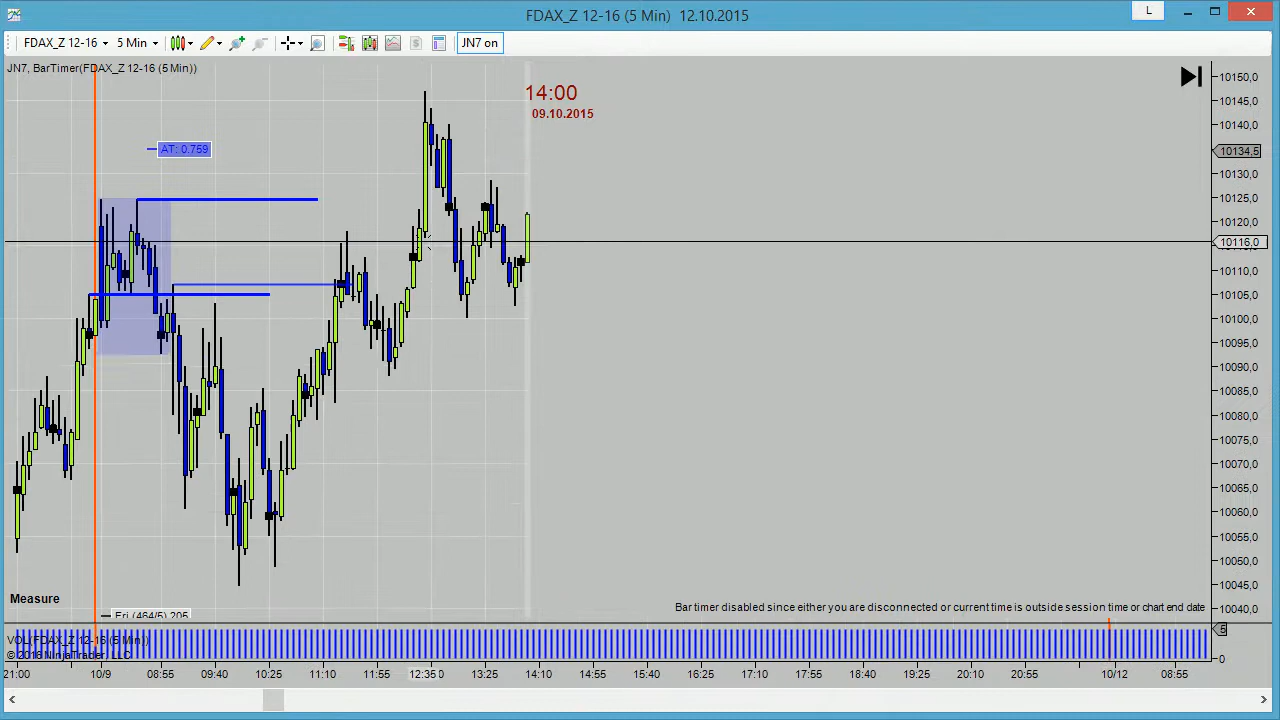 FDAX_Z 12-16 (5 Min) 12.10.2015
L
FDAX_Z 12-16 5 Min JN7 on
JN7, BarTimer(FDAX_Z 12-16 (5 Min))
14:00
09.10.2015
AT: 0.759
10150,0
10145,0
10140,0
10134,5
10130,0
10125,0
10120,0
10116,0
10110,0
10105,0
10100,0
10095,0
10090,0
10085,0
10080,0
10075,0
10070,0
10065,0
10060,0
10055,0
10050,0
10045,0
10040,0
Measure
Bar timer disabled since either you are disconnected or current time is outside session time or chart end date
Fri (464/5) 205
VOL(FDAX_Z 12-16 (5 Min))
5
© 2016 NinjaTrader, LLC
0
21:00 10/9 08:55 09:40 10:25 11:10 11:55 12:35 0 13:25 14:10 14:55 15:40 16:25 17:10 17:55 18:40 19:25 20:10 20:55 10/12 08:55